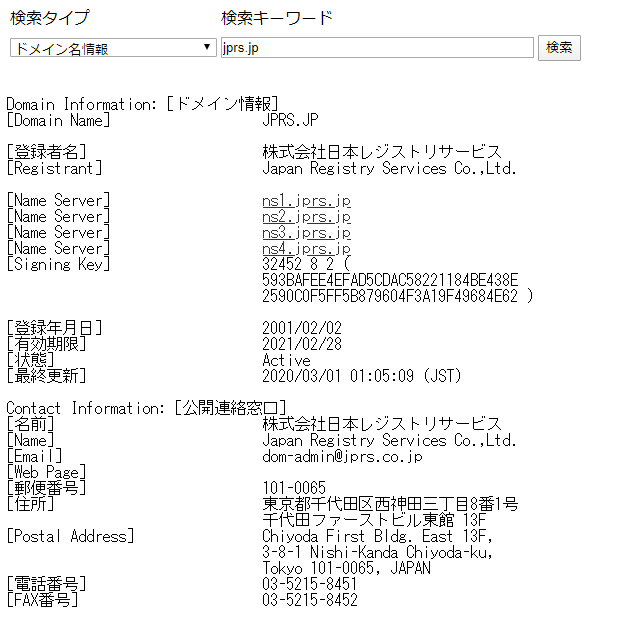 検索タイプ 検索キーワード
ドメイン名情報 ▼ jprs.jp 検索
Domain Information: [ドメイン情報]
[Domain Name] JPRS.JP
[登録者名] 株式会社日本レジストリサービス
[Registrant] Japan Registry Services Co.,Ltd.
[Name Server] ns1.jprs.jp
[Name Server] ns2.jprs.jp
[Name Server] ns3.jprs.jp
[Name Server] ns4.jprs.jp
[Signing Key] 32452 8 2 (
593BAFEE4EFAD5CDAC58221184BE438E
2590C0F5FF5B879604F3A19F49684E62 )
[登録年月日] 2001/02/02
[有効期限] 2021/02/28
[状態] Active
[最終更新] 2020/03/01 01:05:09 (JST)
Contact Information: [公開連絡窓口]
[名前] 株式会社日本レジストリサービス
[Name] Japan Registry Services Co.,Ltd.
[Email] dom-admin@jprs.co.jp
[Web Page]
[郵便番号] 101-0065
[住所] 東京都千代田区西神田三丁目8番1号
千代田ファーストビル東館 13F
[Postal Address] Chiyoda First Bldg. East 13F,
3-8-1 Nishi-Kanda Chiyoda-ku,
Tokyo 101-0065, JAPAN
[電話番号] 03-5215-8451
[FAX番号] 03-5215-8452